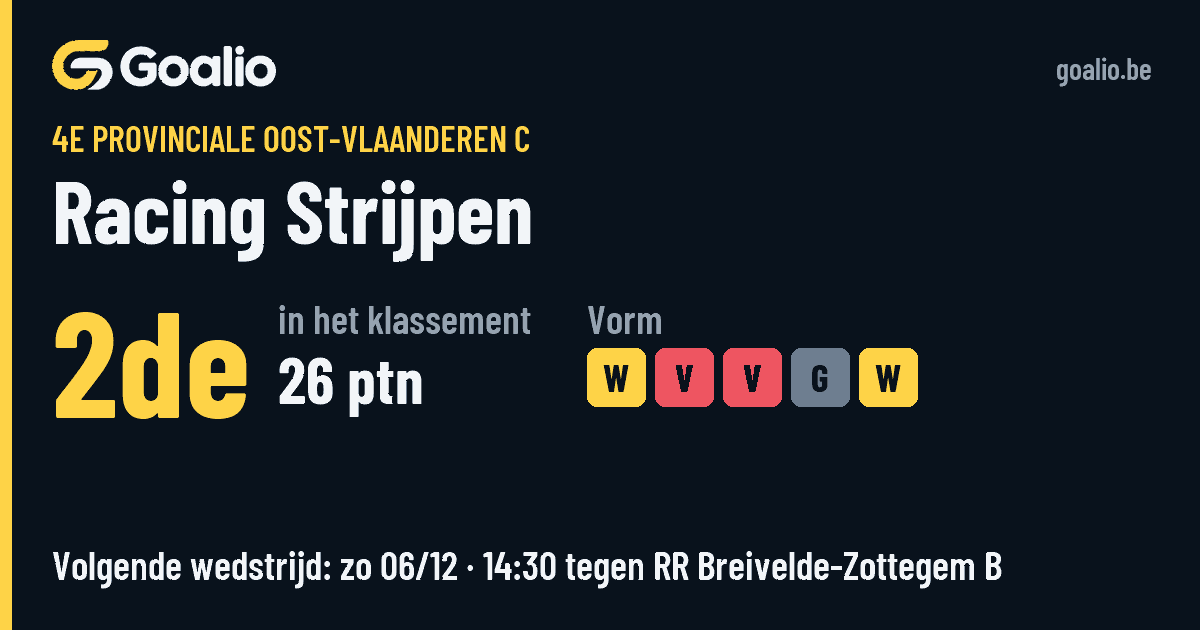 Goalio
goalio.be
4E PROVINCIALE OOST-VLAANDEREN C
Racing Strijpen
2de
in het klassement
26 ptn
Vorm
W V V G W
Volgende wedstrijd: zo 06/12 · 14:30 tegen RR Breivelde-Zottegem B